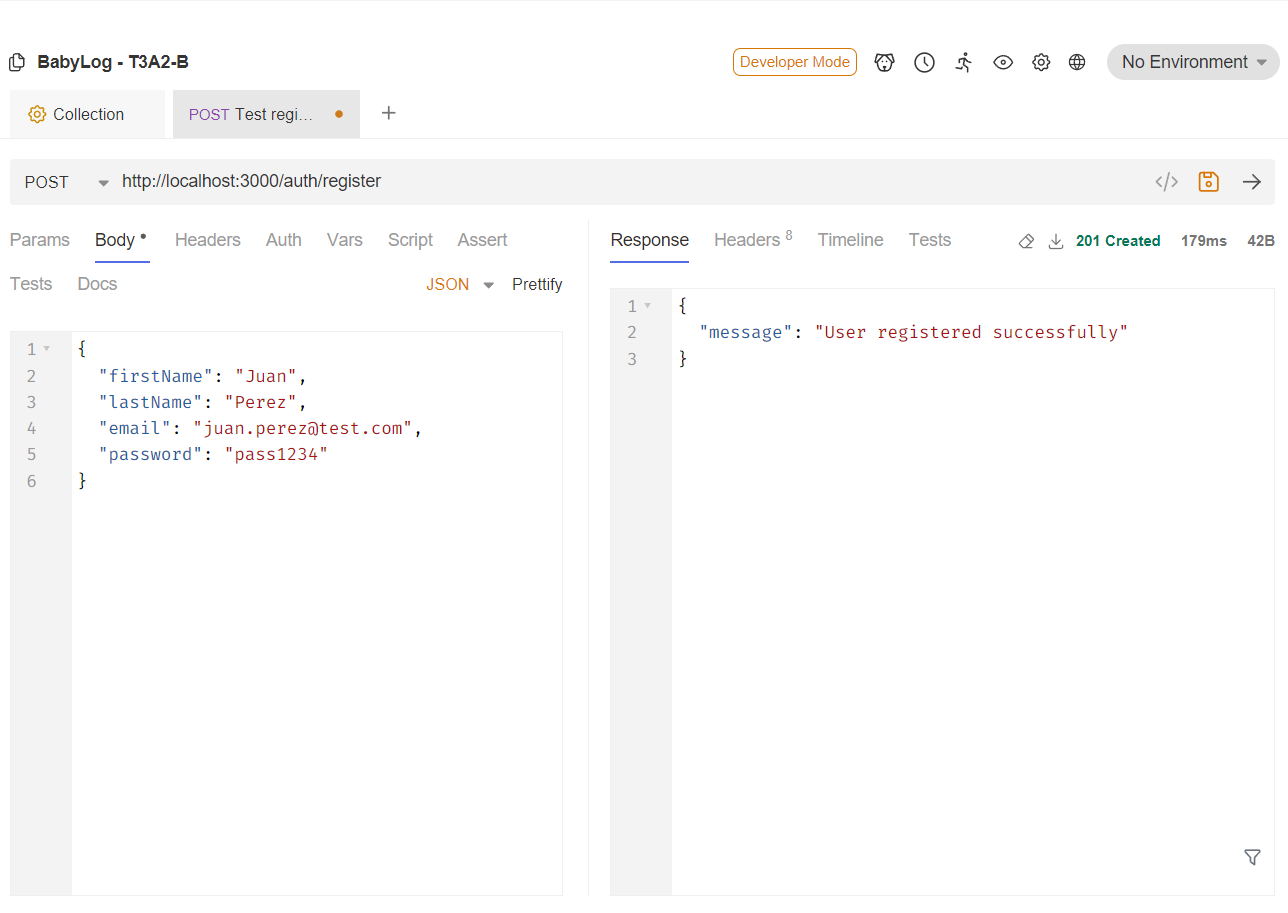 BabyLog - T3A2-B
Developer Mode
No Environment
Collection
POST Test regi...
POST
http://localhost:3000/auth/register
</>
Params Body Headers Auth Vars Script Assert
Tests Docs
JSON Prettify
1 {
2 "firstName": "Juan",
3 "lastName": "Perez",
4 "email": "juan.perez@test.com",
5 "password": "pass1234"
6 }
Response Headers 8 Timeline Tests
201 Created 179ms 42B
1 {
2 "message": "User registered successfully"
3 }